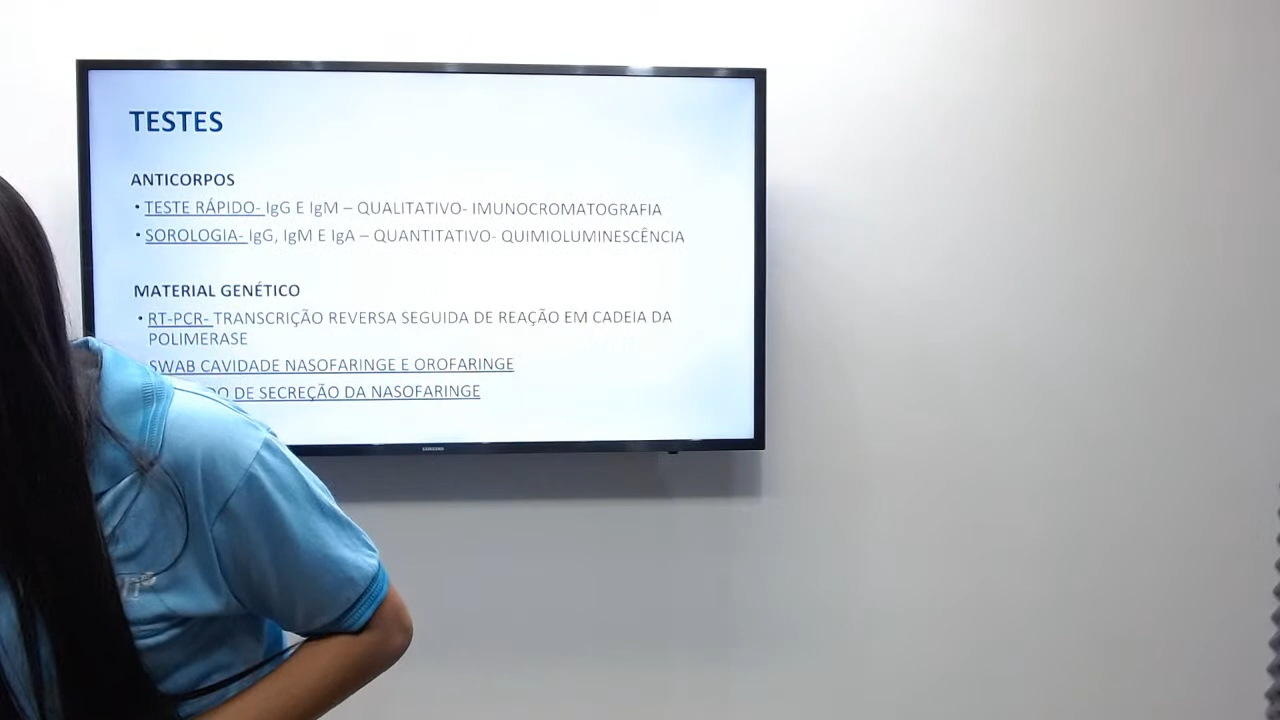 TESTES
ANTICORPOS
• TESTE RÁPIDO- IgG E IgM – QUALITATIVO- IMUNOCROMATOGRAFIA
• SOROLOGIA- IgG, IgM E IgA – QUANTITATIVO- QUIMIOLUMINESCÊNCIA
MATERIAL GENÉTICO
• RT-PCR- TRANSCRIÇÃO REVERSA SEGUIDA DE REAÇÃO EM CADEIA DA
POLIMERASE
SWAB CAVIDADE NASOFARINGE E OROFARINGE
DE SECREÇÃO DA NASOFARINGE
SAMSUNG